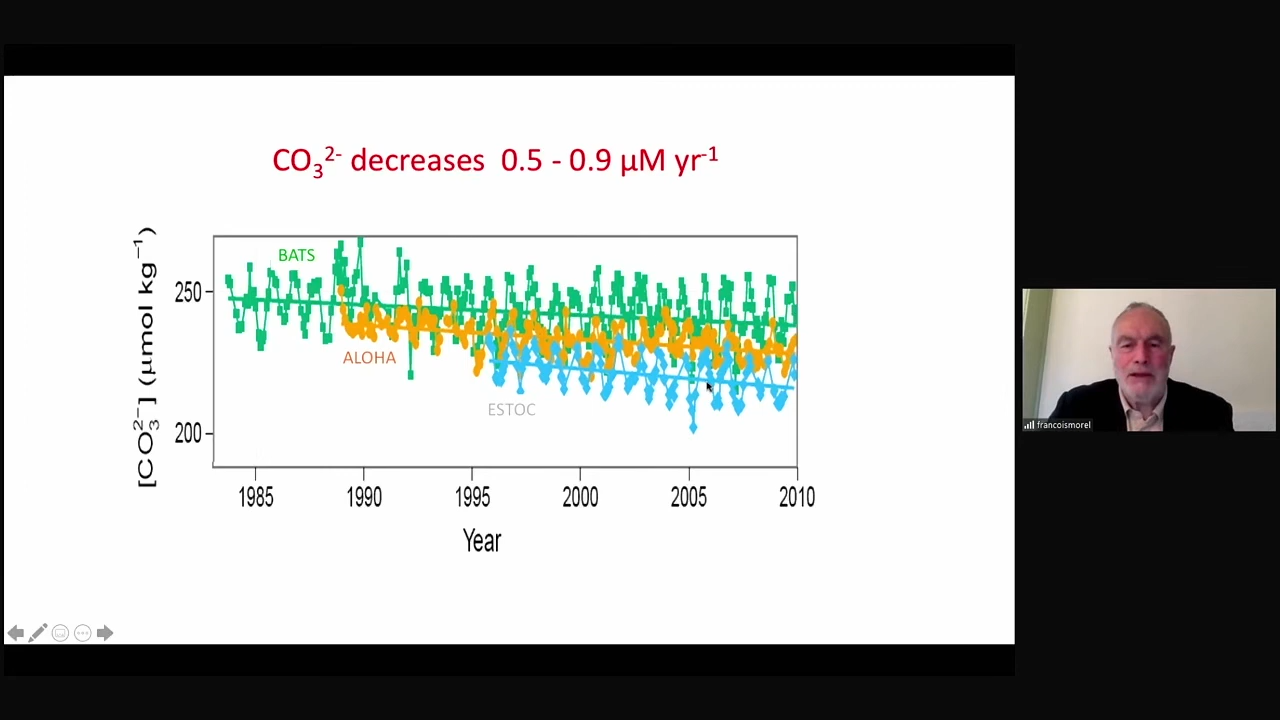 CO₃²⁻ decreases 0.5 - 0.9 µM yr⁻¹
[CO₃²⁻] (µmol kg⁻¹)
250
200
BATS
ALOHA
ESTOC
1985 1990 1995 2000 2005 2010
Year
francoismorel